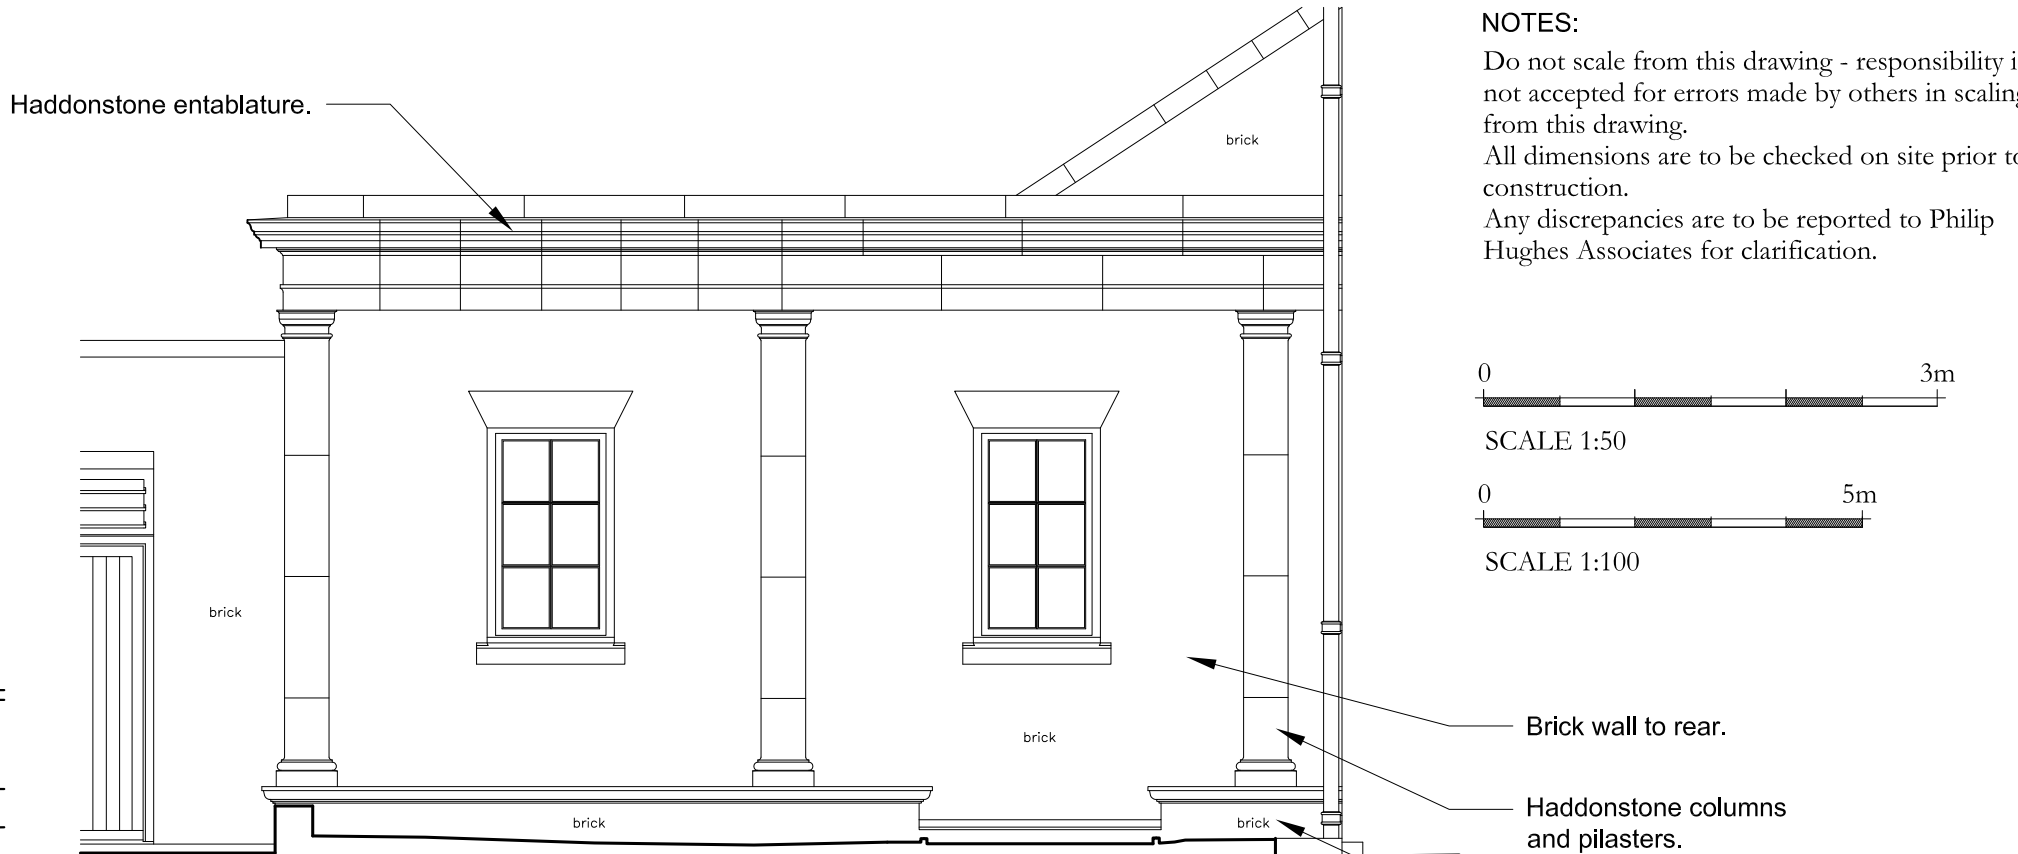 Haddonstone entablature.
brick
brick
brick
brick
brick
NOTES:
Do not scale from this drawing - responsibility i
not accepted for errors made by others in scaling
from this drawing.
All dimensions are to be checked on site prior to
construction.
Any discrepancies are to be reported to Philip
Hughes Associates for clarification.
0 3m
SCALE 1:50
0 5m
SCALE 1:100
Brick wall to rear.
Haddonstone columns
and pilasters.